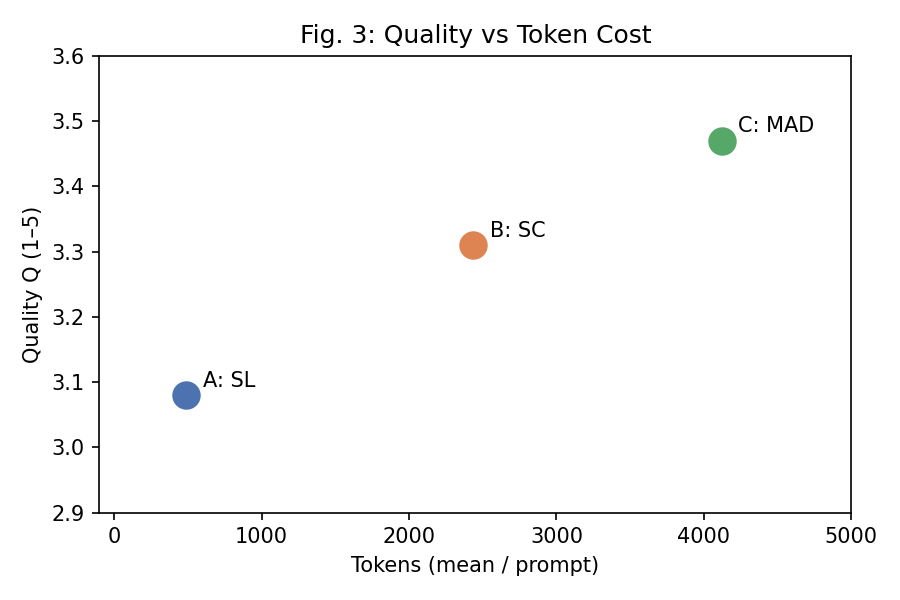 Fig. 3: Quality vs Token Cost
3.6
3.5
3.4
3.3
3.2
3.1
3.0
2.9
Quality Q (1–5)
C: MAD
B: SC
A: SL
0 1000 2000 3000 4000 5000
Tokens (mean / prompt)